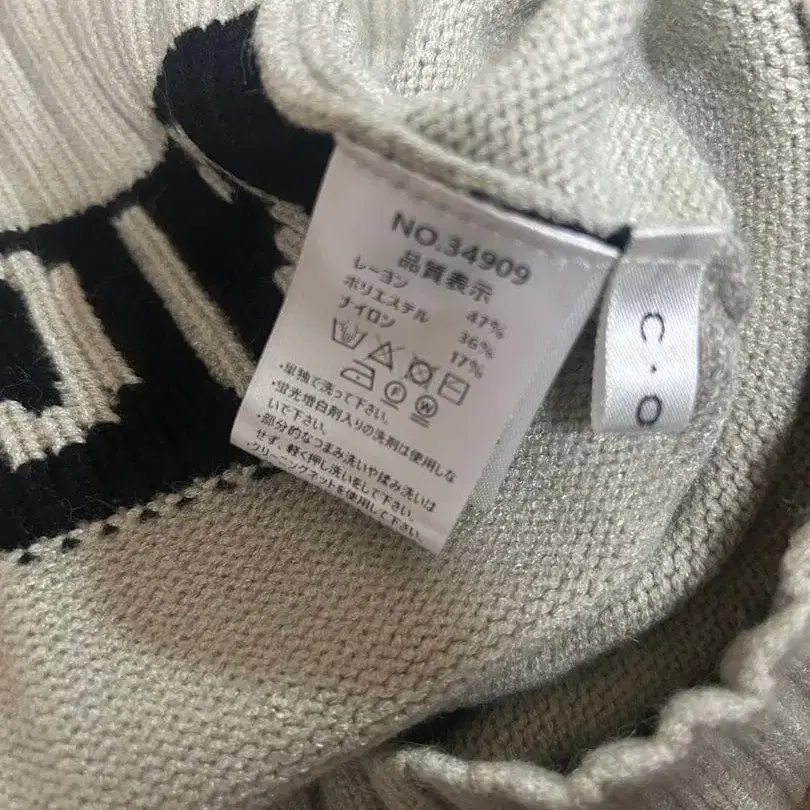 NO.34909
品質表示
レーヨン 47%
ポリエステル 36%
ナイロン 17%
・単独で洗って下さい。
・蛍光増白剤入りの洗剤は使用しな
いで下さい。
・部分的なつまみ洗いや揉み洗いは
せず、軽く押し洗いをして下さい。
・クリーニングネットを使用して下さい。
C・O